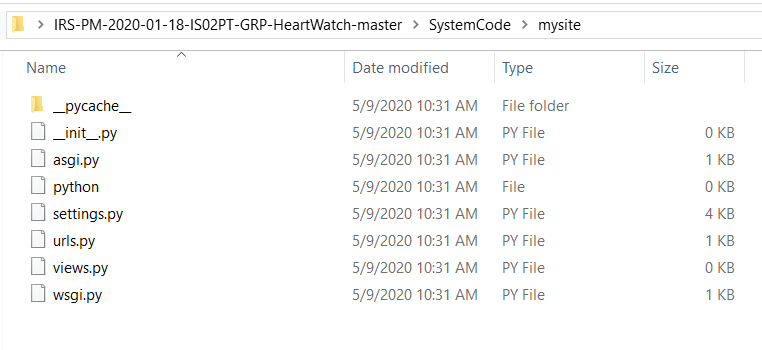 IRS-PM-2020-01-18-IS02PT-GRP-HeartWatch-master > SystemCode > mysite
Name Date modified Type Size
__pycache__ 5/9/2020 10:31 AM File folder
__init__.py 5/9/2020 10:31 AM PY File 0 KB
asgi.py 5/9/2020 10:31 AM PY File 1 KB
python 5/9/2020 10:31 AM File 0 KB
settings.py 5/9/2020 10:31 AM PY File 4 KB
urls.py 5/9/2020 10:31 AM PY File 1 KB
views.py 5/9/2020 10:31 AM PY File 0 KB
wsgi.py 5/9/2020 10:31 AM PY File 1 KB